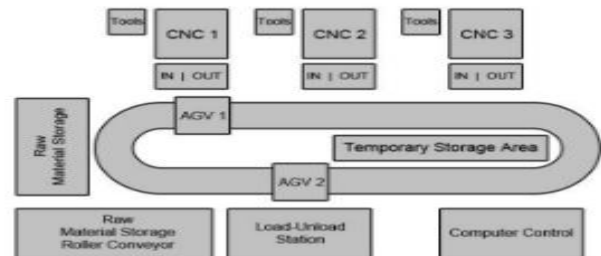 Tools
CNC 1
Tools
CNC 2
Tools
CNC 3
IN | OUT
IN | OUT
IN | OUT
Raw
Material Storage
AGV 1
Temporary Storage Area
AGV 2
Raw
Material Storage
Roller Conveyor
Load-Unload
Station
Computer Control